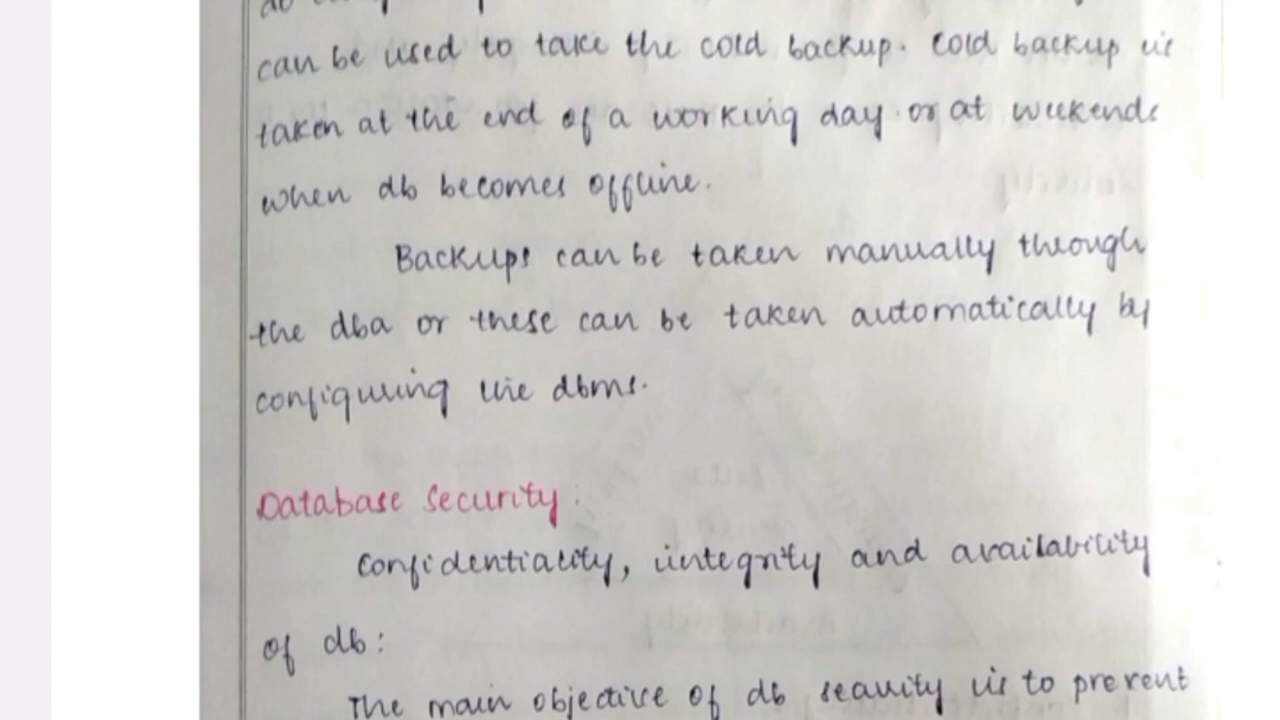 can be used to take the cold backup. Cold backup is
taken at the end of a working day or at weekends
when db becomes offline.
Backups can be taken manually through
the dba or these can be taken automatically by
configuring the dbms.
Database Security:
Confidentiality, integrity and availability
of db:
The main objective of db security is to prevent